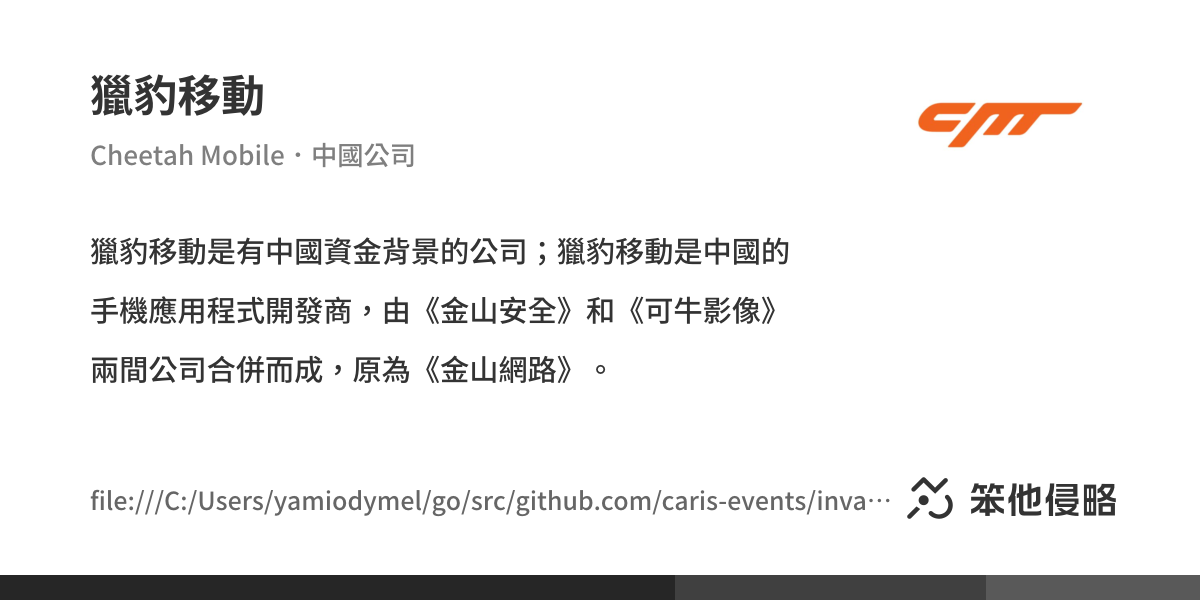 獵豹移動
Cheetah Mobile・中國公司
獵豹移動是有中國資金背景的公司；獵豹移動是中國的
手機應用程式開發商，由《金山安全》和《可牛影像》
兩間公司合併而成，原為《金山網路》。
file:///C:/Users/yamiodymel/go/src/github.com/caris-events/inva⋯
笨他侵略